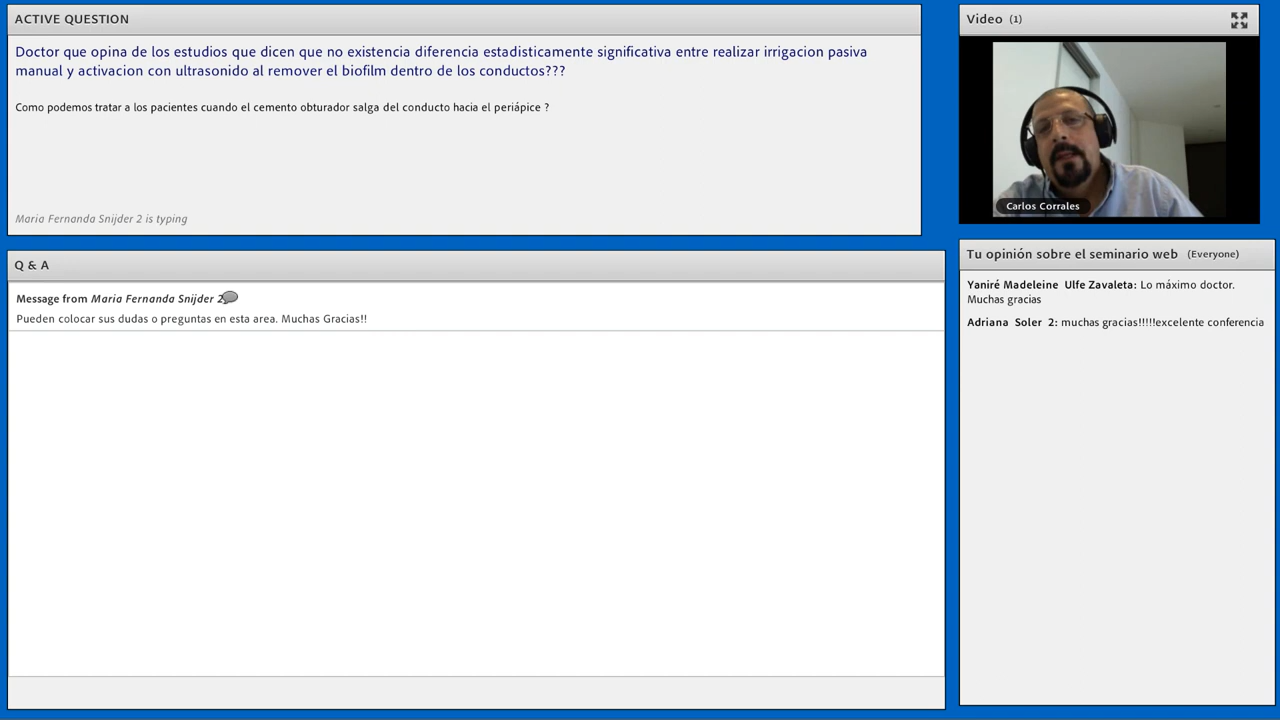 ACTIVE QUESTION
Doctor que opina de los estudios que dicen que no existencia diferencia estadisticamente significativa entre realizar irrigacion pasiva
manual y activacion con ultrasonido al remover el biofilm dentro de los conductos???
Como podemos tratar a los pacientes cuando el cemento obturador salga del conducto hacia el periápice ?
Maria Fernanda Snijder 2 is typing
Video (1)
Carlos Corrales
Q & A
Message from Maria Fernanda Snijder 2
Pueden colocar sus dudas o preguntas en esta area. Muchas Gracias!!
Tu opinión sobre el seminario web (Everyone)
Yaniré Madeleine Ulfe Zavaleta: Lo máximo doctor.
Muchas gracias
Adriana Soler 2: muchas gracias!!!!!excelente conferencia